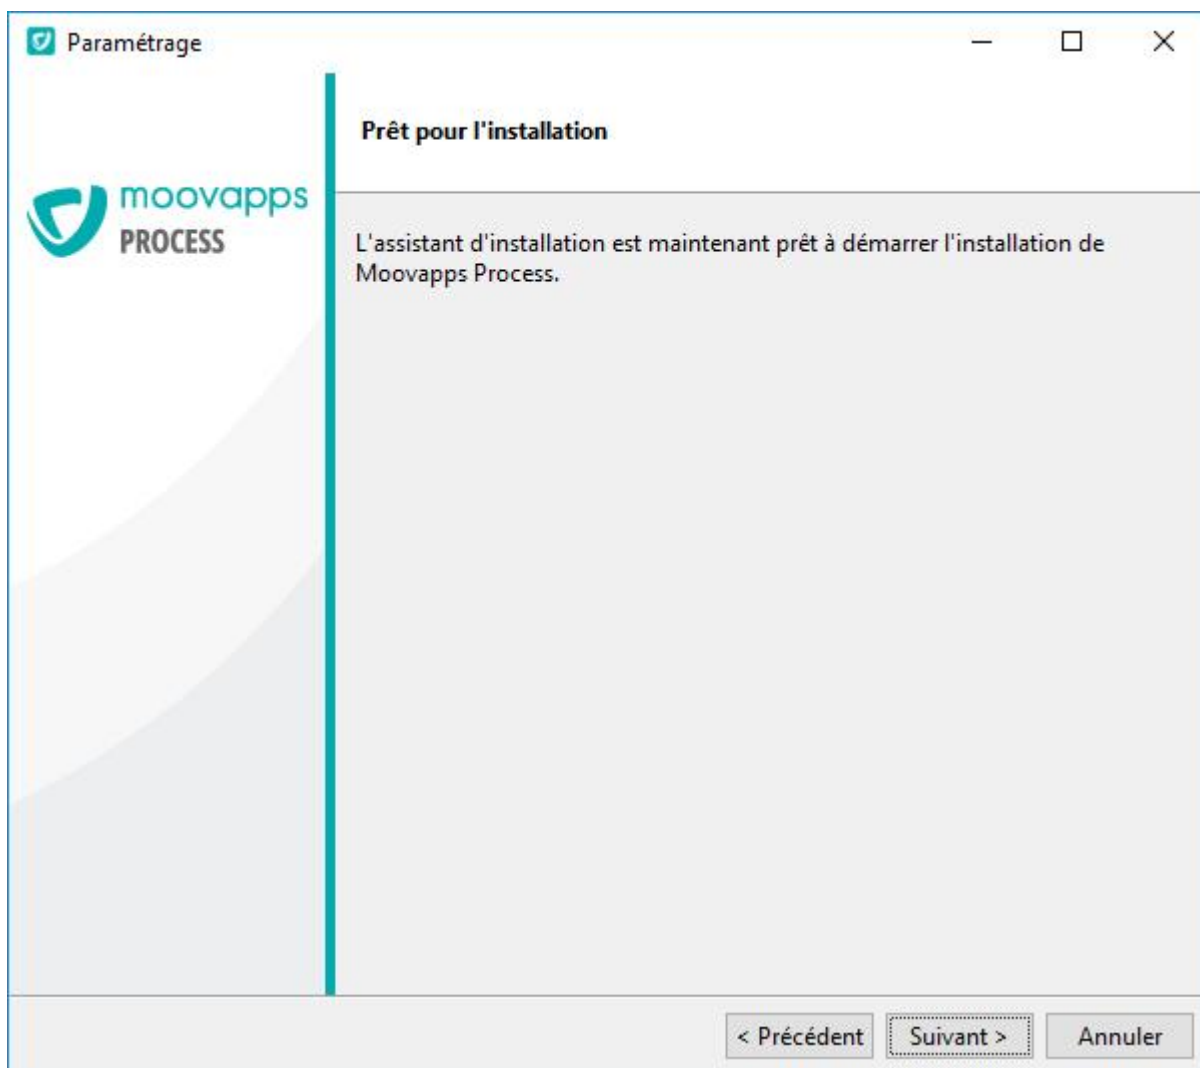 Paramétrage
moovapps
PROCESS
Prêt pour l'installation
L'assistant d'installation est maintenant prêt à démarrer l'installation de
Moovapps Process.
< Précédent
Suivant >
Annuler